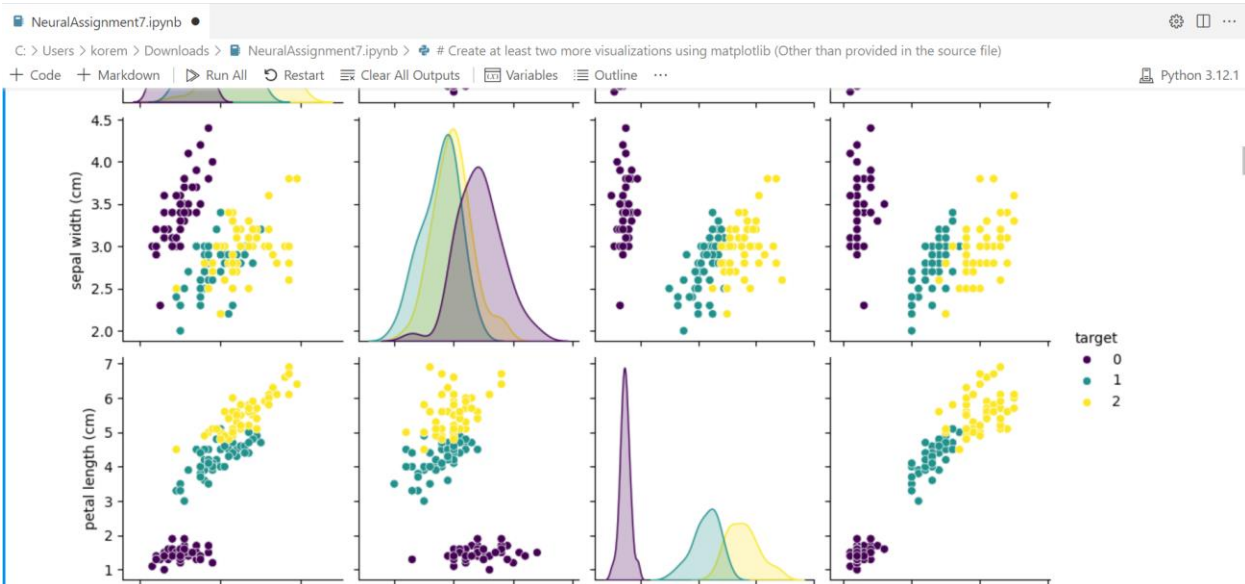 NeuralAssignment7.ipynb ●
C: > Users > korem > Downloads > NeuralAssignment7.ipynb > # Create at least two more visualizations using matplotlib (Other than provided in the source file)
+ Code + Markdown | Run All Restart Clear All Outputs | Variables Outline ··· Python 3.12.1
4.5
4.0
3.5
3.0
2.5
2.0
sepal width (cm)
target
0
1
2
7
6
5
4
3
2
1
petal length (cm)